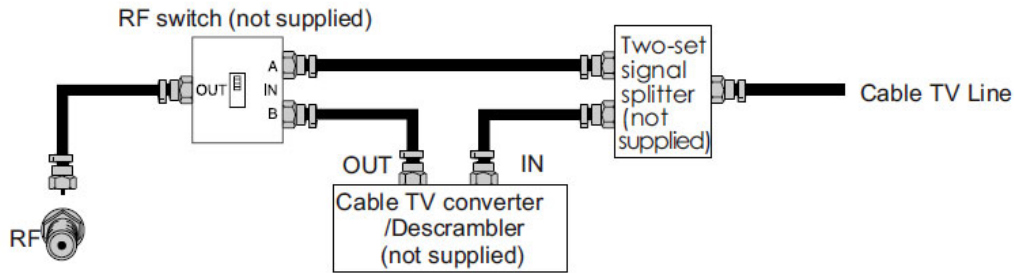 RF switch (not supplied)
A
OUT
IN
B
Two-set
signal
splitter
(not
supplied)
Cable TV Line
OUT
IN
Cable TV converter
/Descrambler
(not supplied)
RF